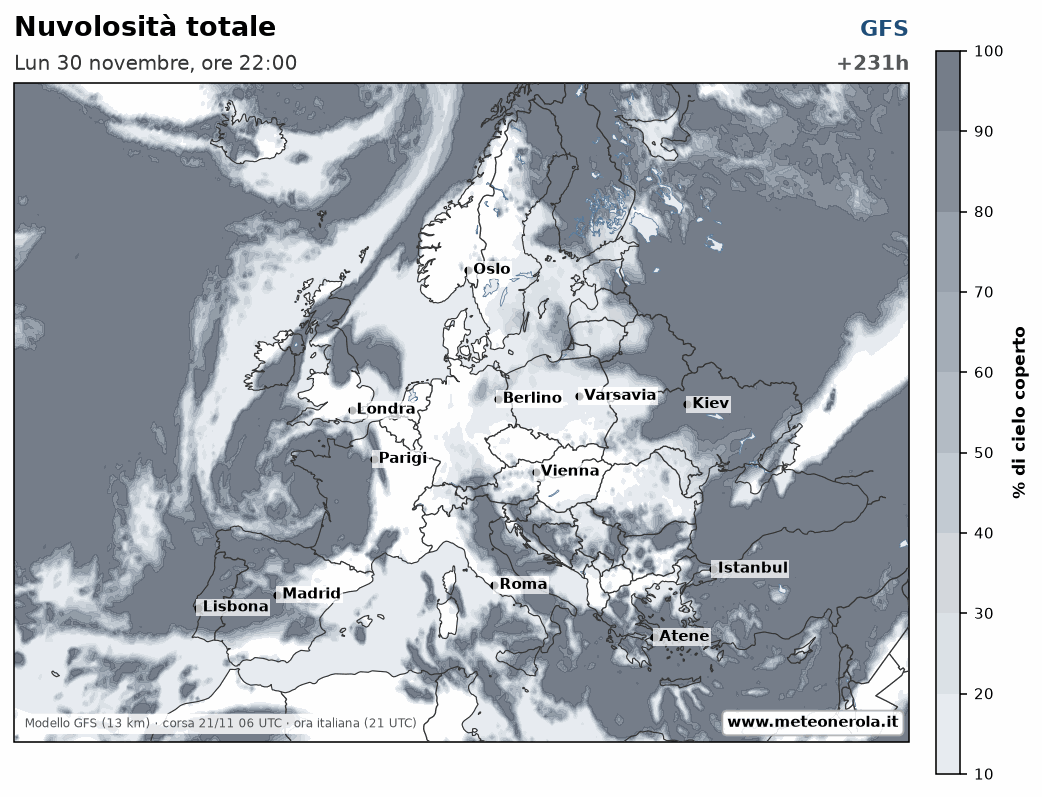 Nuvolosità totale
GFS
Lun 30 novembre, ore 22:00
+231h
100
90
80
70
60
50
40
30
20
10
% di cielo coperto
Oslo
Berlino
Varsavia
Kiev
Londra
Parigi
Vienna
Istanbul
Roma
Madrid
Lisbona
Atene
Modello GFS (13 km) · corsa 21/11 06 UTC · ora italiana (21 UTC)
www.meteonerola.it